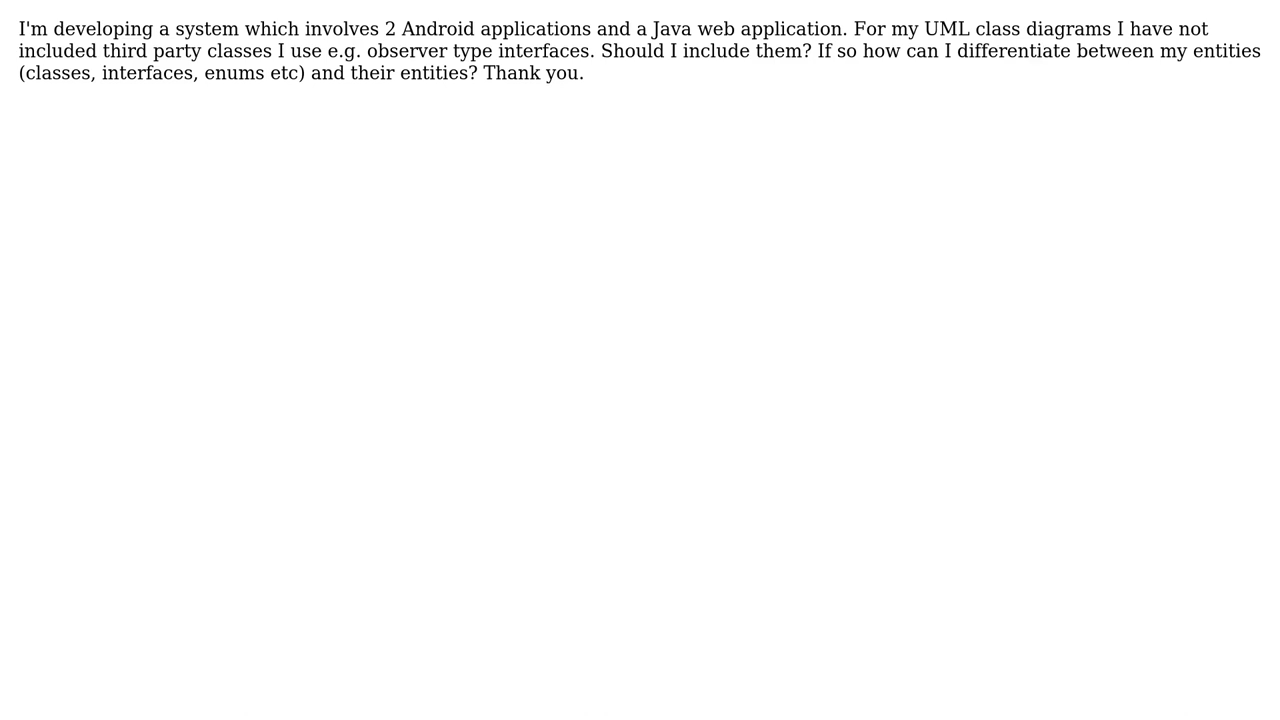 I'm developing a system which involves 2 Android applications and a Java web application. For my UML class diagrams I have not
included third party classes I use e.g. observer type interfaces. Should I include them? If so how can I differentiate between my entities
(classes, interfaces, enums etc) and their entities? Thank you.